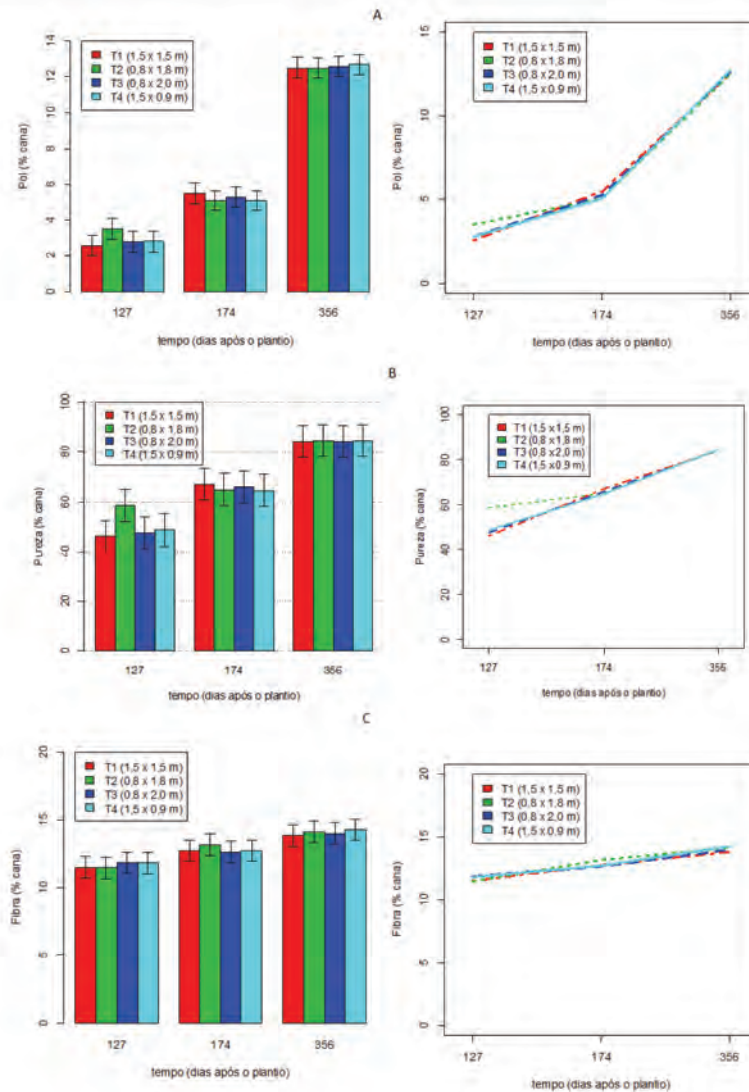 A
T1 (1.5 x 1.5 m)
T2 (0.8 x 1.8 m)
T3 (0.8 x 2.0 m)
T4 (1.5 x 0.9 m)
Pol (% cana)
14
12
10
8
6
4
2
0
127 174 356
tempo (dias após o plantio)
T1 (1.5 x 1.5 m)
T2 (0.8 x 1.8 m)
T3 (0.8 x 2.0 m)
T4 (1.5 x 0.9 m)
Pol (% cana)
15
10
5
0
127 174 356
tempo (dias após o plantio)
B
T1 (1.5 x 1.5 m)
T2 (0.8 x 1.8 m)
T3 (0.8 x 2.0 m)
T4 (1.5 x 0.9 m)
Pureza (% cana)
100
80
60
40
20
0
127 174 356
tempo (dias após o plantio)
T1 (1,5 x 1,5 m)
T2 (0,8 x 1,8 m)
T3 (0,8 x 2,0 m)
T4 (1,5 x 0,9 m)
Pureza (% cana)
100
80
60
40
20
0
127 174 356
tempo (dias após o plantio)
C
T1 (1.5 x 1.5 m)
T2 (0.8 x 1.8 m)
T3 (0.8 x 2.0 m)
T4 (1.5 x 0.9 m)
Fibra (% cana)
20
15
10
5
0
127 174 356
tempo (dias após o plantio)
T1 (1.5 x 1.5 m)
T2 (0.8 x 1.8 m)
T3 (0.8 x 2.0 m)
T4 (1.5 x 0.9 m)
Fibra (% cana)
20
15
10
5
0
127 174 356
tempo (dias após o plantio)